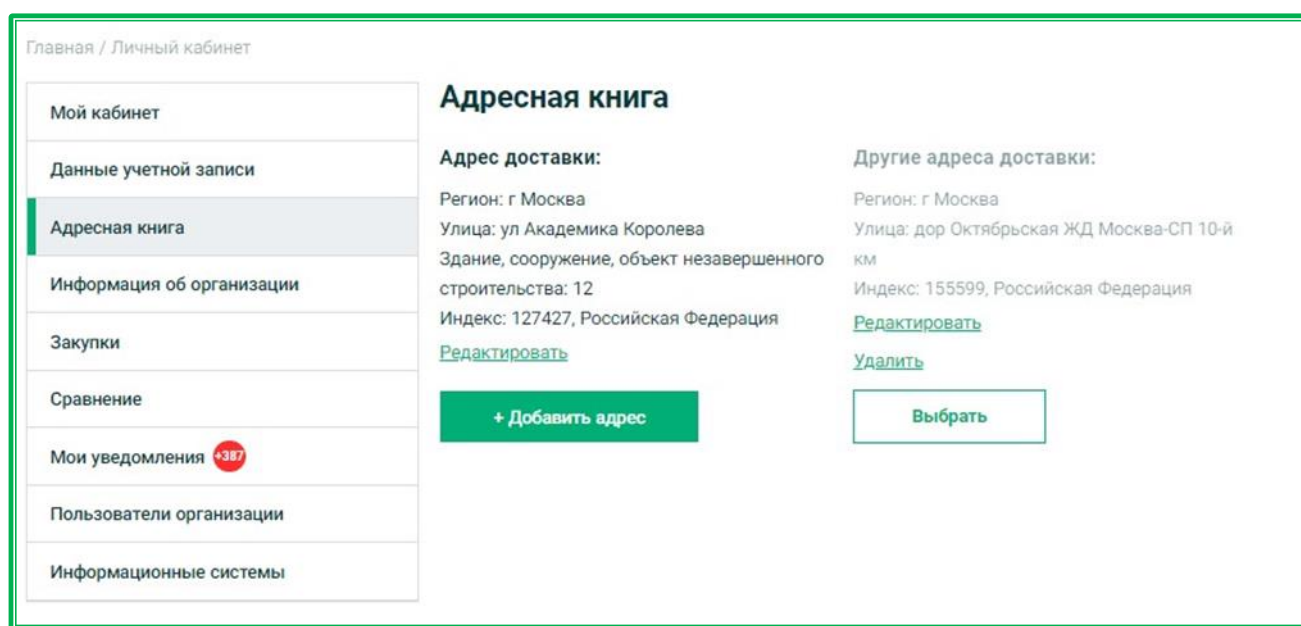 Главная / Личный кабинет
Мой кабинет
Данные учетной записи
Адресная книга
Информация об организации
Закупки
Сравнение
Мои уведомления +387
Пользователи организации
Информационные системы
Адресная книга
Адрес доставки:
Регион: г Москва
Улица: ул Академика Королева
Здание, сооружение, объект незавершенного
строительства: 12
Индекс: 127427, Российская Федерация
Редактировать
+ Добавить адрес
Другие адреса доставки:
Регион: г Москва
Улица: дор Октябрьская ЖД Москва-СП 10-й
км
Индекс: 155599, Российская Федерация
Редактировать
Удалить
Выбрать